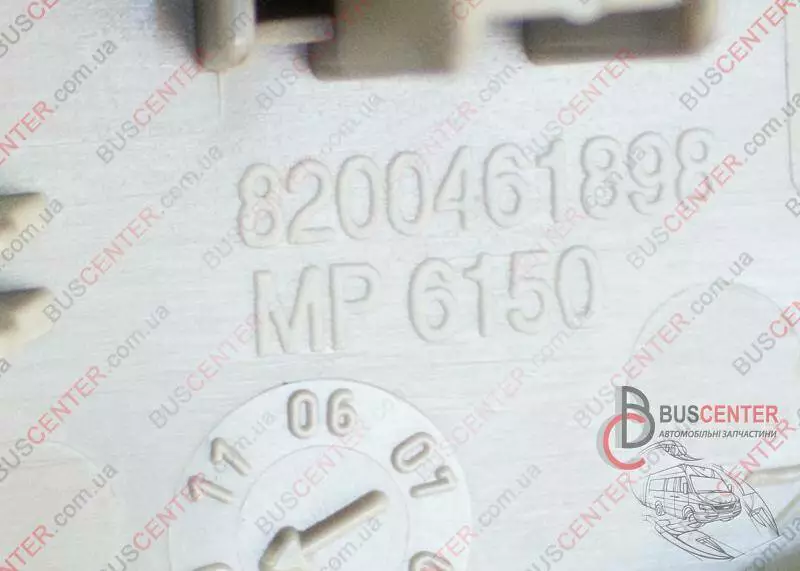 8200461898
MP 6150
06
11
01
BUSCENTER
АВТОМОБІЛЬНІ ЗАПЧАСТИНИ
BUSCENTER.com.ua